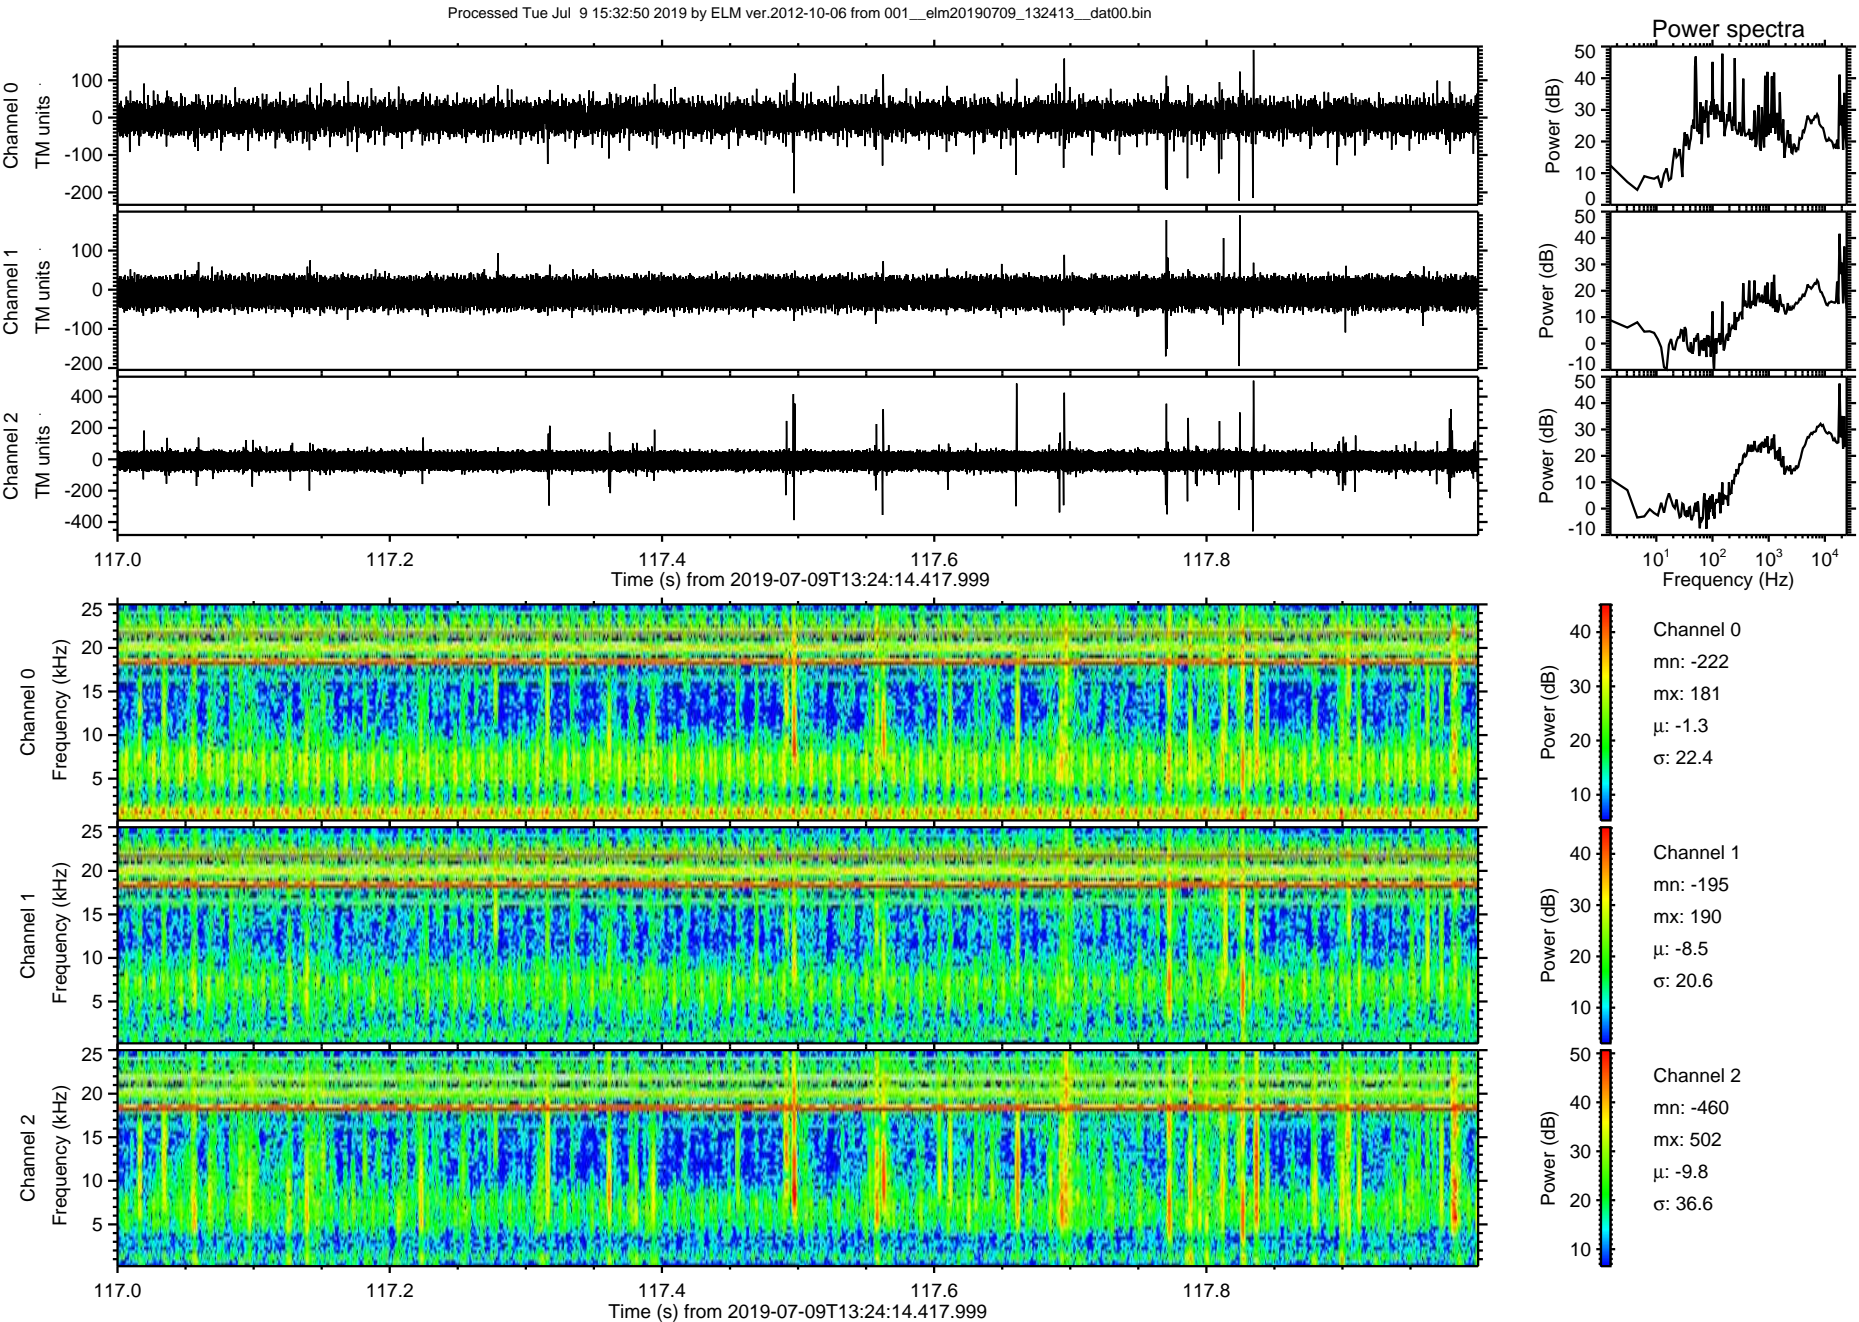 Processed Tue Jul  9 15:32:50 2019 by ELM ver.2012-10-06 from 001__elm20190709_132413__dat00.bin
Power spectra
Channel 0
TM units
100
0
-100
-200
Power (dB)
50
40
30
20
10
0
Channel 1
TM units
100
0
-100
-200
Power (dB)
50
40
30
20
10
0
-10
Channel 2
TM units
400
200
0
-200
-400
Power (dB)
50
40
30
20
10
0
-10
117.0 117.2 117.4 117.6 117.8
Time (s) from 2019-07-09T13:24:14.417.999
10^1 10^2 10^3 10^4
Frequency (Hz)
Channel 0
Frequency (kHz)
25
20
15
10
5
Power (dB)
40
30
20
10
Channel 0
mn: -222
mx: 181
μ: -1.3
σ: 22.4
Channel 1
Frequency (kHz)
25
20
15
10
5
Power (dB)
40
30
20
10
Channel 1
mn: -195
mx: 190
μ: -8.5
σ: 20.6
Channel 2
Frequency (kHz)
25
20
15
10
5
Power (dB)
50
40
30
20
10
Channel 2
mn: -460
mx: 502
μ: -9.8
σ: 36.6
117.0 117.2 117.4 117.6 117.8
Time (s) from 2019-07-09T13:24:14.417.999